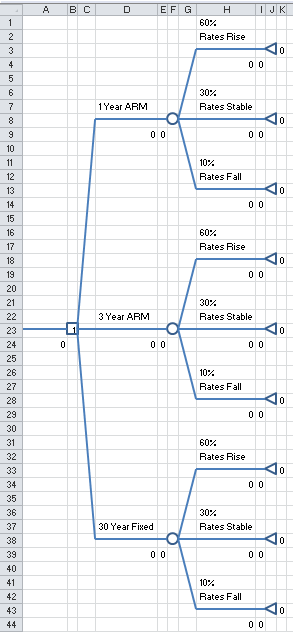 A B C D E F G H I J K
1 60%
2 Rates Rise
3 0
4 0 0
5
6 30%
7 1 Year ARM Rates Stable
8 0
9 0 0 0 0
10
11 10%
12 Rates Fall
13 0
14 0 0
15
16 60%
17 Rates Rise
18 0
19 0 0
20
21 30%
22 3 Year ARM Rates Stable
23 1 0
24 0 0 0 0 0
25
26 10%
27 Rates Fall
28 0
29 0 0
30
31 60%
32 Rates Rise
33 0
34 0 0
35
36 30%
37 30 Year Fixed Rates Stable
38 0
39 0 0 0 0
40
41 10%
42 Rates Fall
43 0
44 0 0